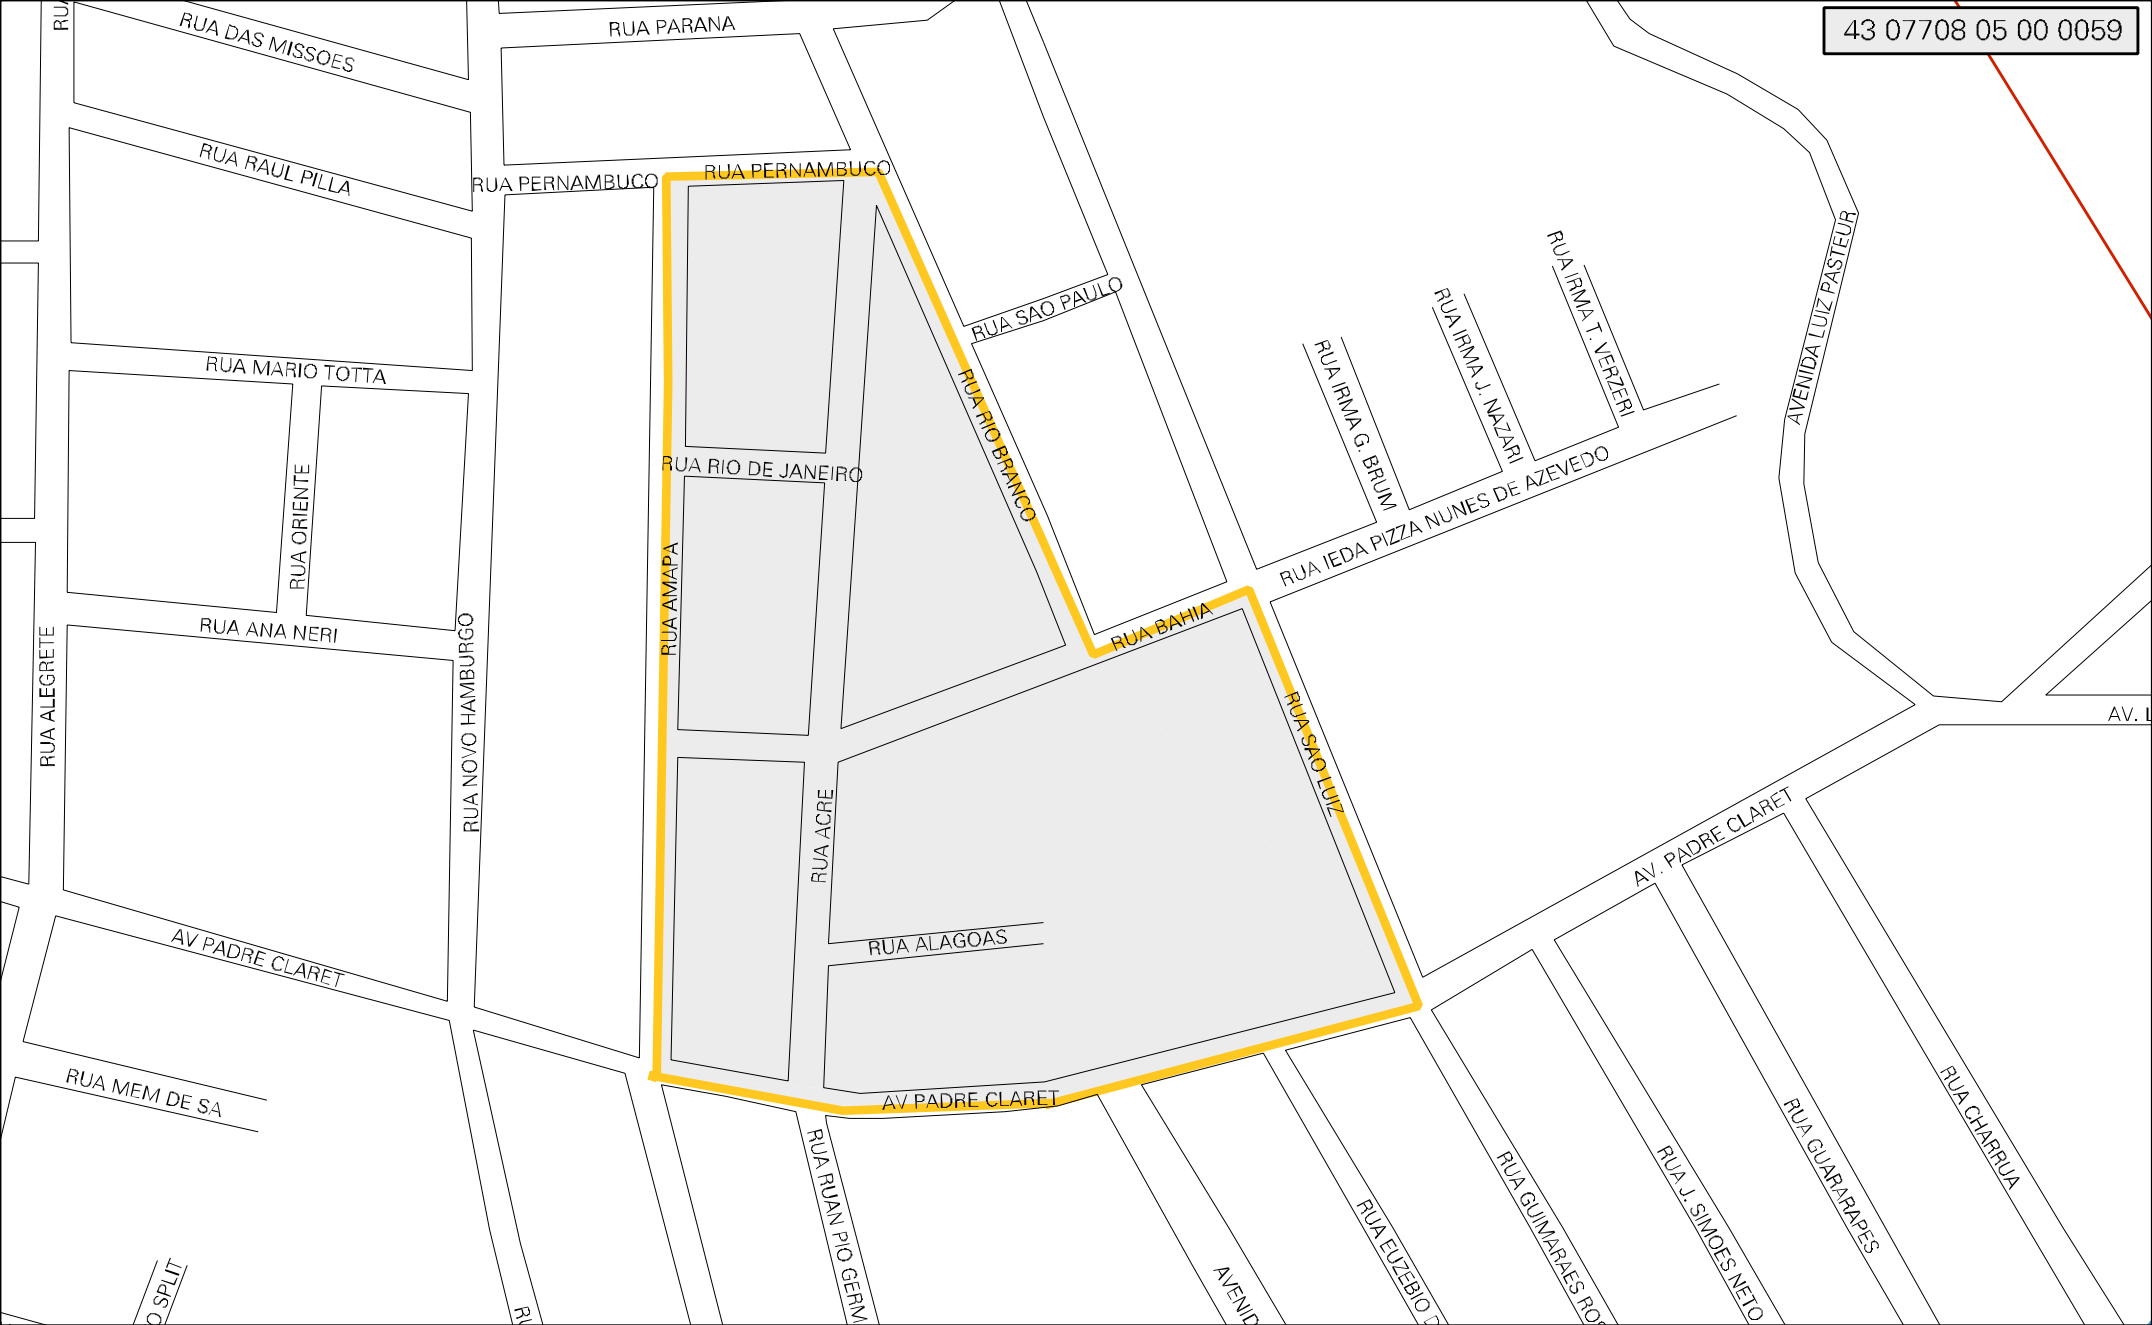 43 07708 05 00 0059
RUA PARANA
RUA DAS MISSOES
RUA RAUL PILLA
RUA PERNAMBUCO
RUA PERNAMBUCO
AVENIDA LUIZ PASTEUR
RUA IRMA T. VERZERI
RUA SAO PAULO
RUA IRMA J. NAZARI
RUA IRMA G. BRUM
RUA MARIO TOTTA
RUA RIO BRANCO
RUA RIO DE JANEIRO
RUA ORIENTE
RUA IEDA PIZZA NUNES DE AZEVEDO
RUA AMAPA
RUA BAHIA
RUA ANA NERI
RUA ALEGRETE
RUA NOVO HAMBURGO
RUA SAO LUIZ
AV. L
RUA ACRE
AV. PADRE CLARET
RUA ALAGOAS
AV PADRE CLARET
RUA MEM DE SA
AV PADRE CLARET
RUA CHARRUA
RUA GUARARAPES
RUA J. SIMOES NETO
RUA GUIMARAES ROS
RUA EUZEBIO D
RUA RUAN PIO GERM
AVENID
O SPLIT
RU
RUA